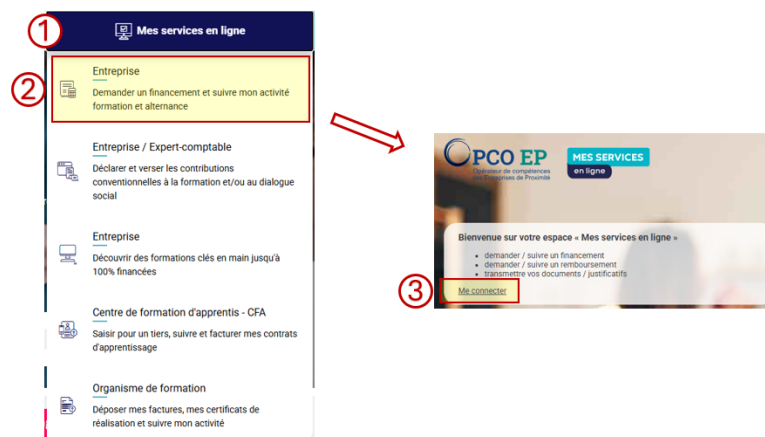 1
Mes services en ligne
2
Entreprise
Demander un financement et suivre mon activité
formation et alternance
Entreprise / Expert-comptable
Déclarer et verser les contributions
conventionnelles à la formation et/ou au dialogue
social
Entreprise
Découvrir des formations clés en main jusqu'à
100% financées
Centre de formation d'apprentis - CFA
Saisir pour un tiers, suivre et facturer mes contrats
d'apprentissage
Organisme de formation
Déposer mes factures, mes certificats de
réalisation et suivre mon activité
OPCO EP
Opérateur de compétences
des Entreprises de Proximité
MES SERVICES
en ligne
Bienvenue sur votre espace « Mes services en ligne »
• demander / suivre un financement
• demander / suivre un remboursement
• transmettre vos documents / justificatifs
3
Me connecter